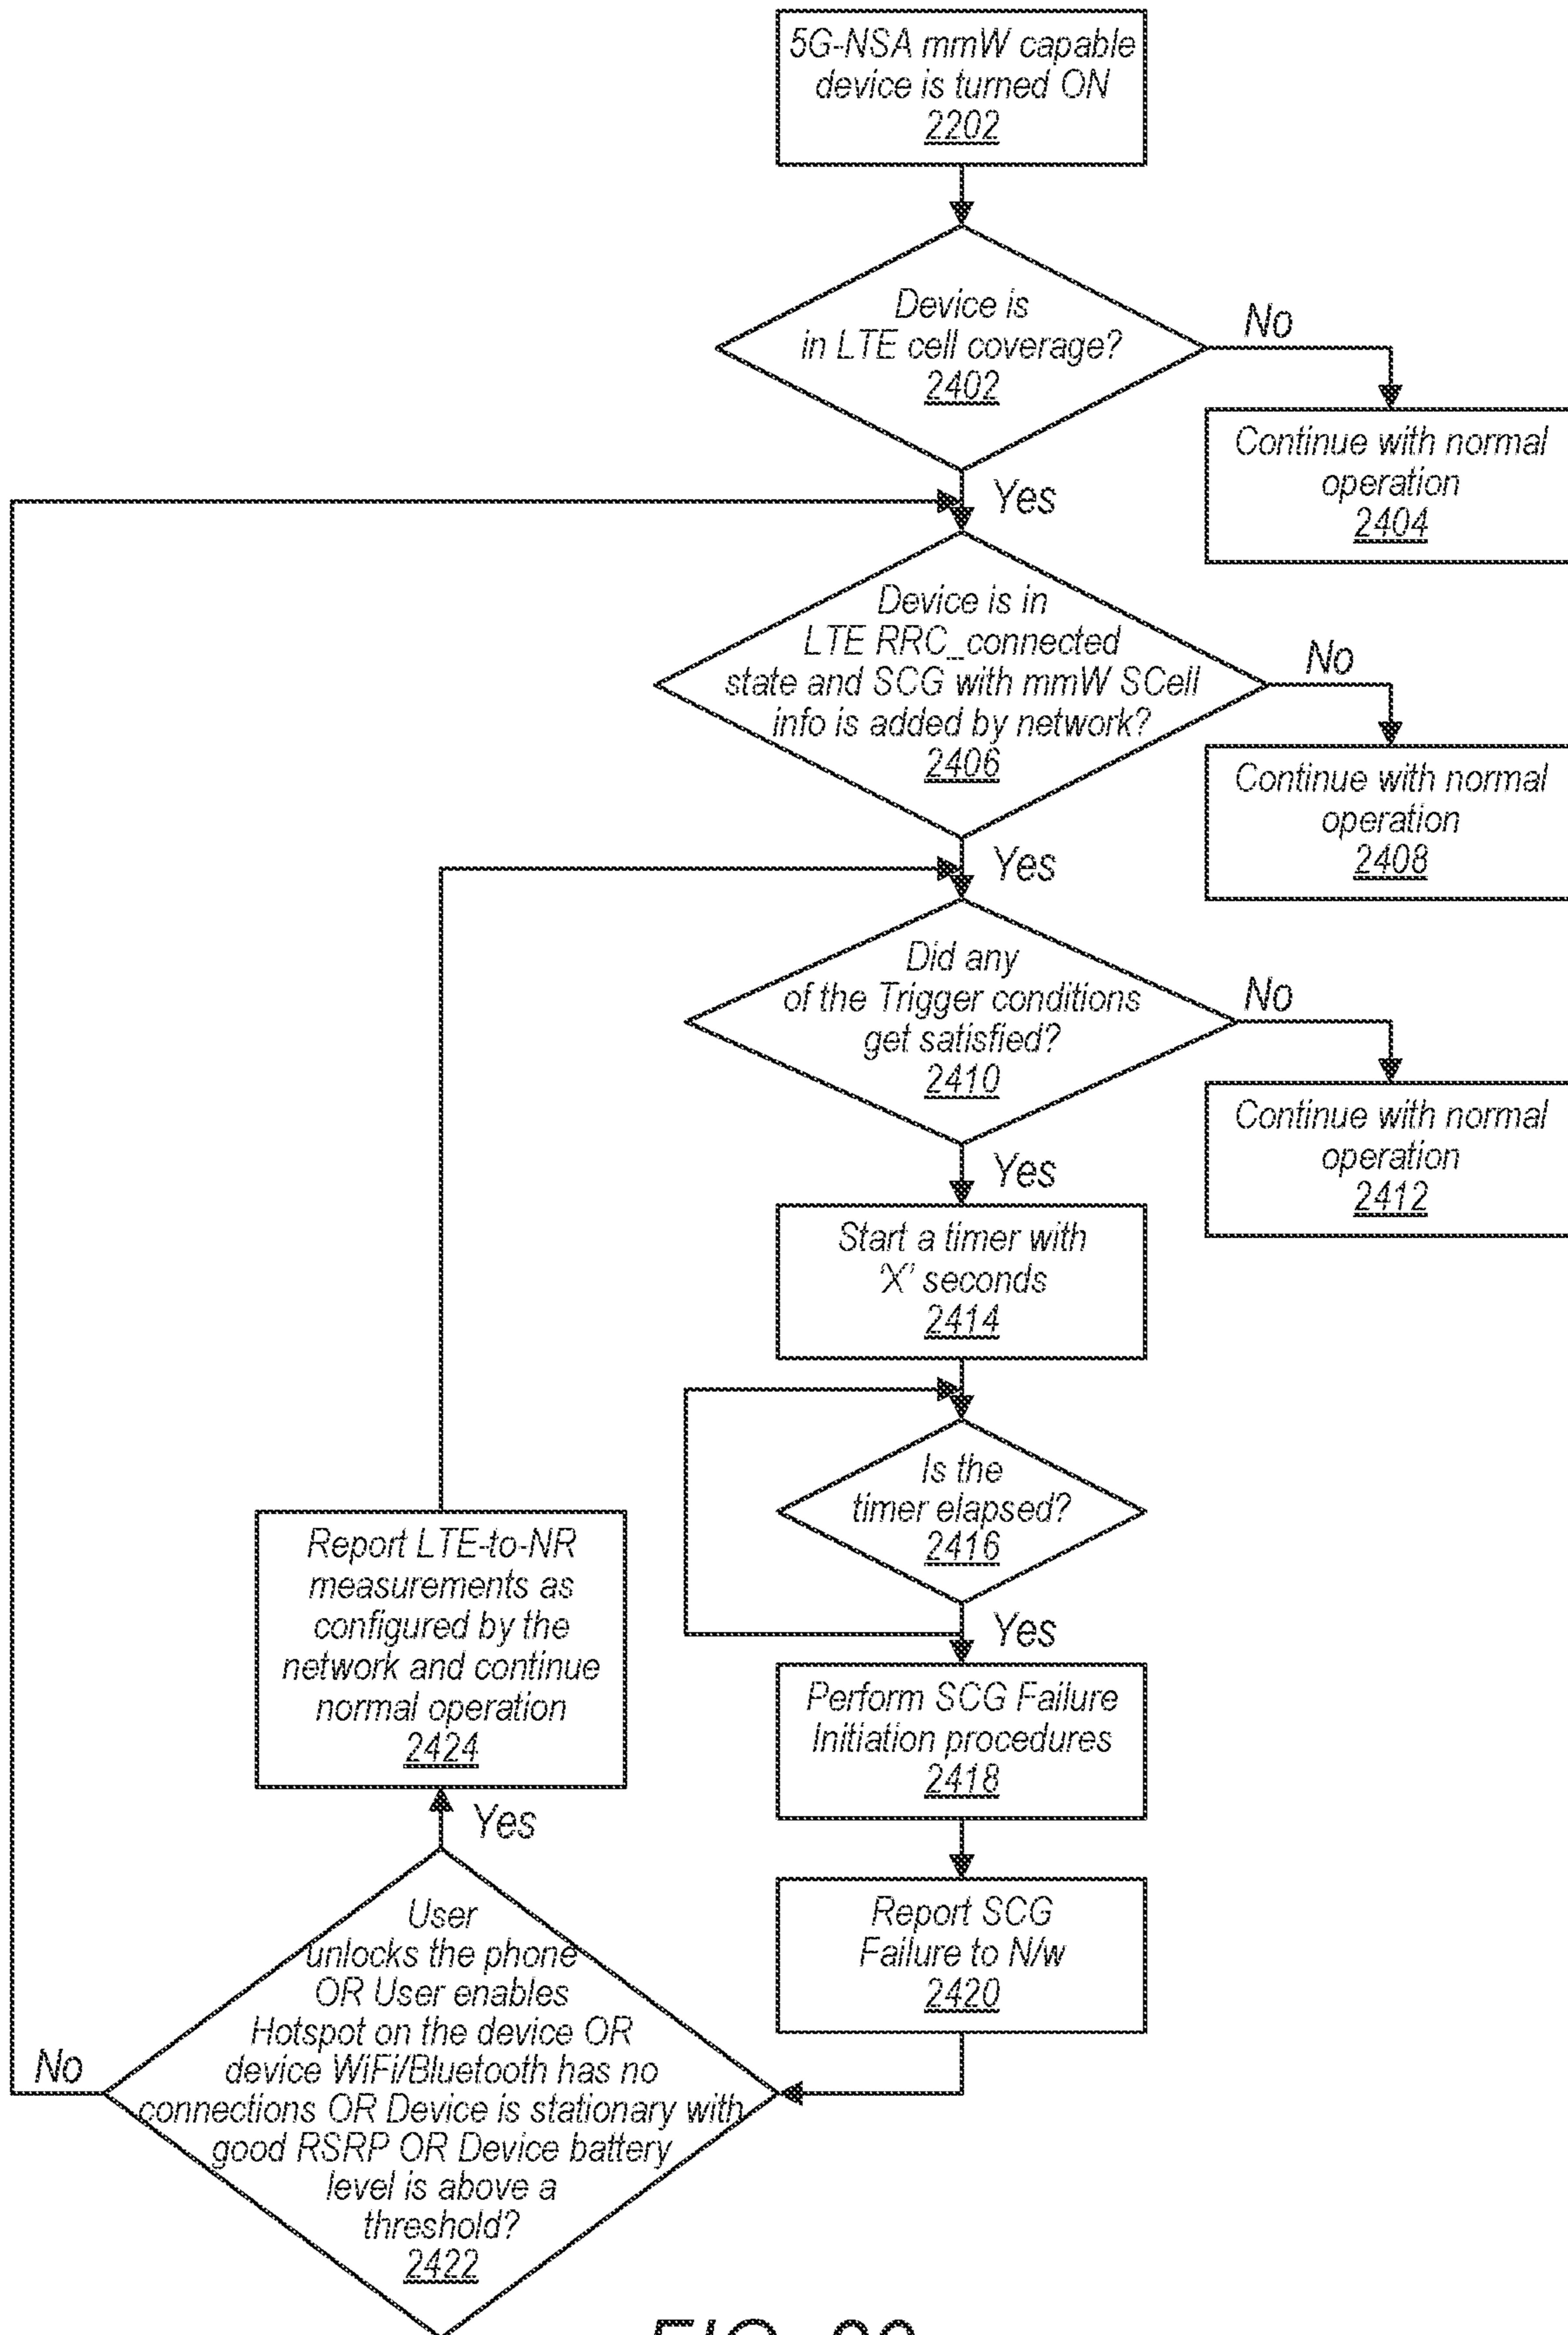 5G-NSA mmW capable
device is turned ON
2202
Device is
in LTE cell coverage?
2402
No
Continue with normal
operation
2404
Yes
Device is in
LTE RRC_connected
state and SCG with mmW SCell
info is added by network?
2406
No
Continue with normal
operation
2408
Yes
Did any
of the Trigger conditions
get satisfied?
2410
No
Continue with normal
operation
2412
Yes
Start a timer with
'X' seconds
2414
Is the
timer elapsed?
2416
Yes
Perform SCG Failure
Initiation procedures
2418
Report SCG
Failure to N/w
2420
User
unlocks the phone
OR User enables
Hotspot on the device OR
device WiFi/Bluetooth has no
connections OR Device is stationary with
good RSRP OR Device battery
level is above a
threshold?
2422
No
Yes
Report LTE-to-NR
measurements as
configured by the
network and continue
normal operation
2424
FIG.